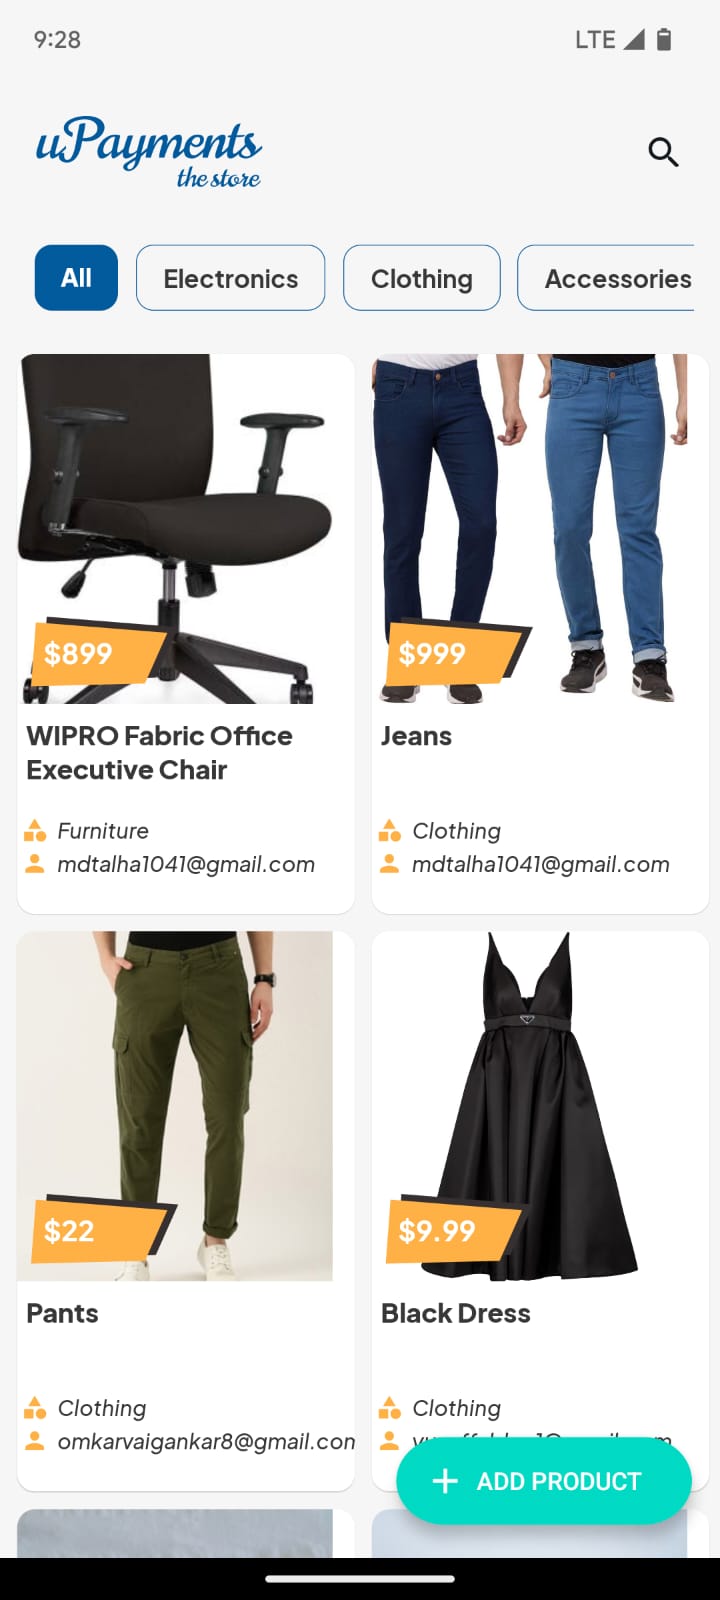 9:28
LTE
uPayments
the store
All
Electronics
Clothing
Accessories
$899
WIPRO Fabric Office
Executive Chair
Furniture
mdtalha1041@gmail.com
$999
Jeans
Clothing
mdtalha1041@gmail.com
$22
Pants
Clothing
omkarvaigankar8@gmail.com
$9.99
Black Dress
Clothing
ADD PRODUCT